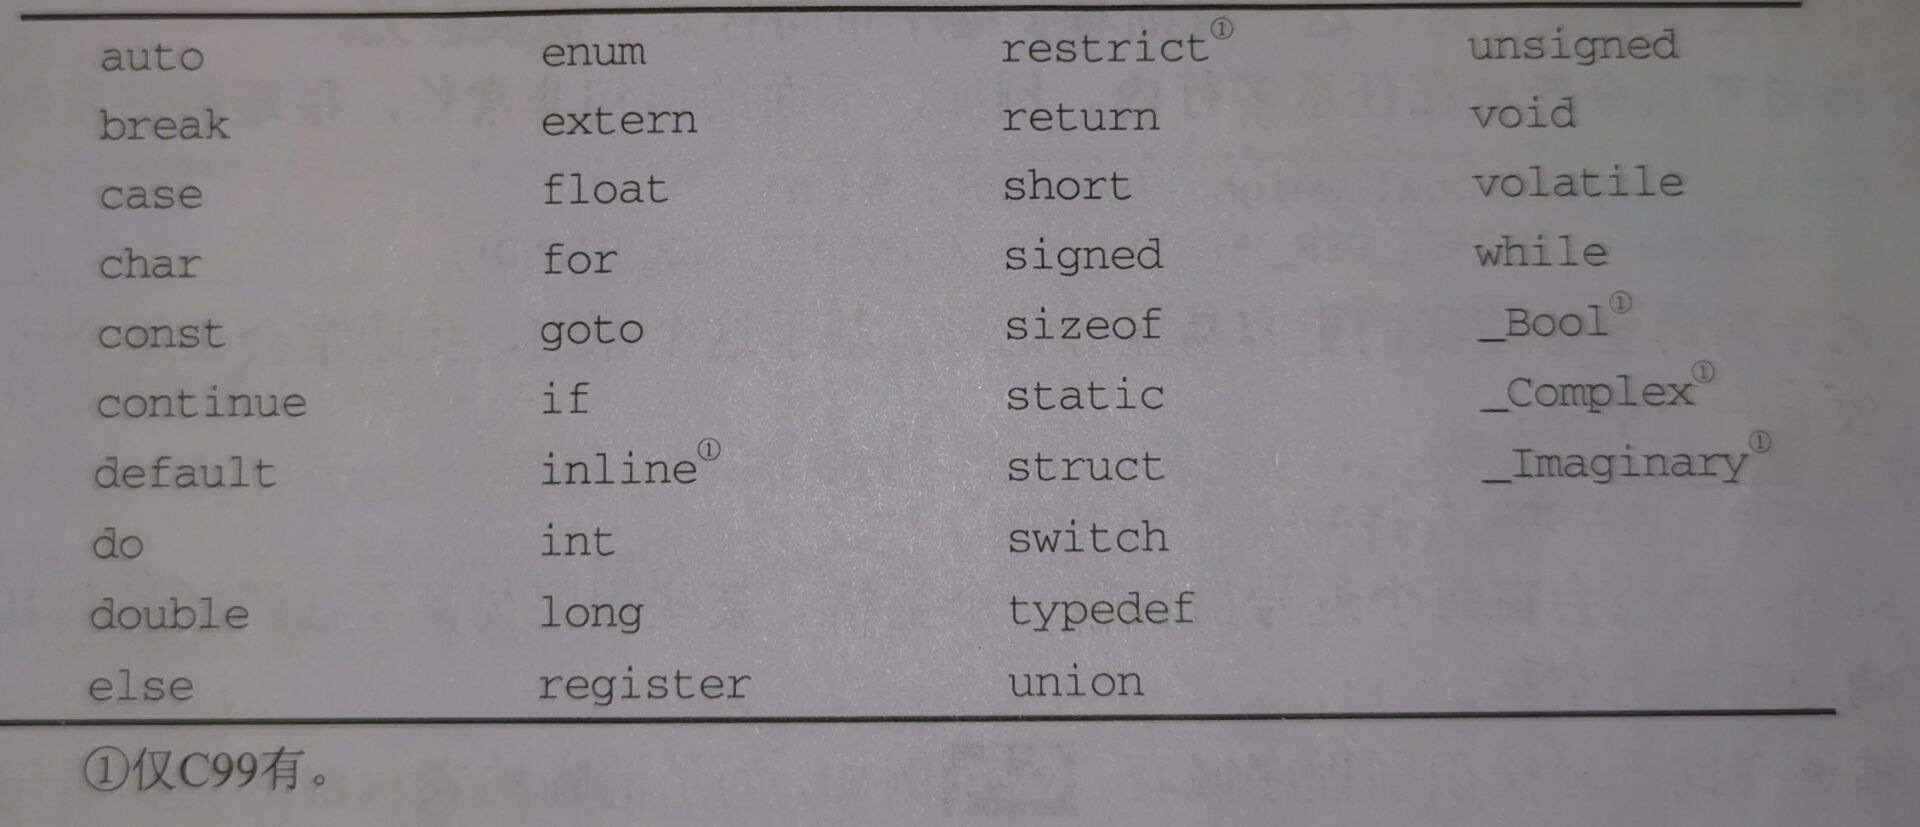 auto enum restrict① unsigned
break extern return void
case float short volatile
char for signed while
const goto sizeof _Bool①
continue if static _Complex①
default inline① struct _Imaginary①
do int switch
double long typedef
else register union
①仅C99有。